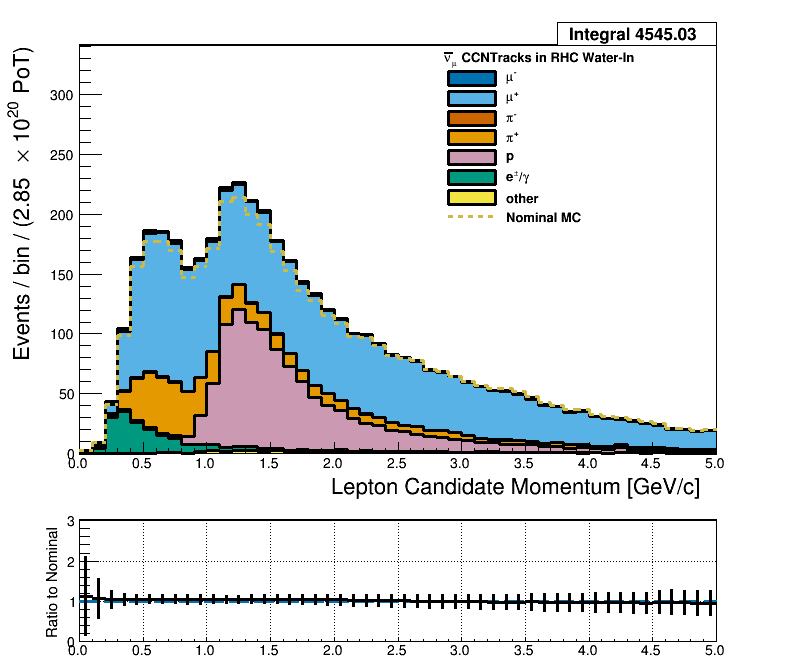 Integral 4545.03
Events / bin / (2.85 × 10²⁰ PoT)
ν̅μ CCNTracks in RHC Water-In
μ⁻
μ⁺
π⁻
π⁺
p
e±/γ
other
Nominal MC
300
250
200
150
100
50
0
0.0 0.5 1.0 1.5 2.0 2.5 3.0 3.5 4.0 4.5 5.0
Lepton Candidate Momentum [GeV/c]
Ratio to Nominal
3
2
1
0
0.0 0.5 1.0 1.5 2.0 2.5 3.0 3.5 4.0 4.5 5.0